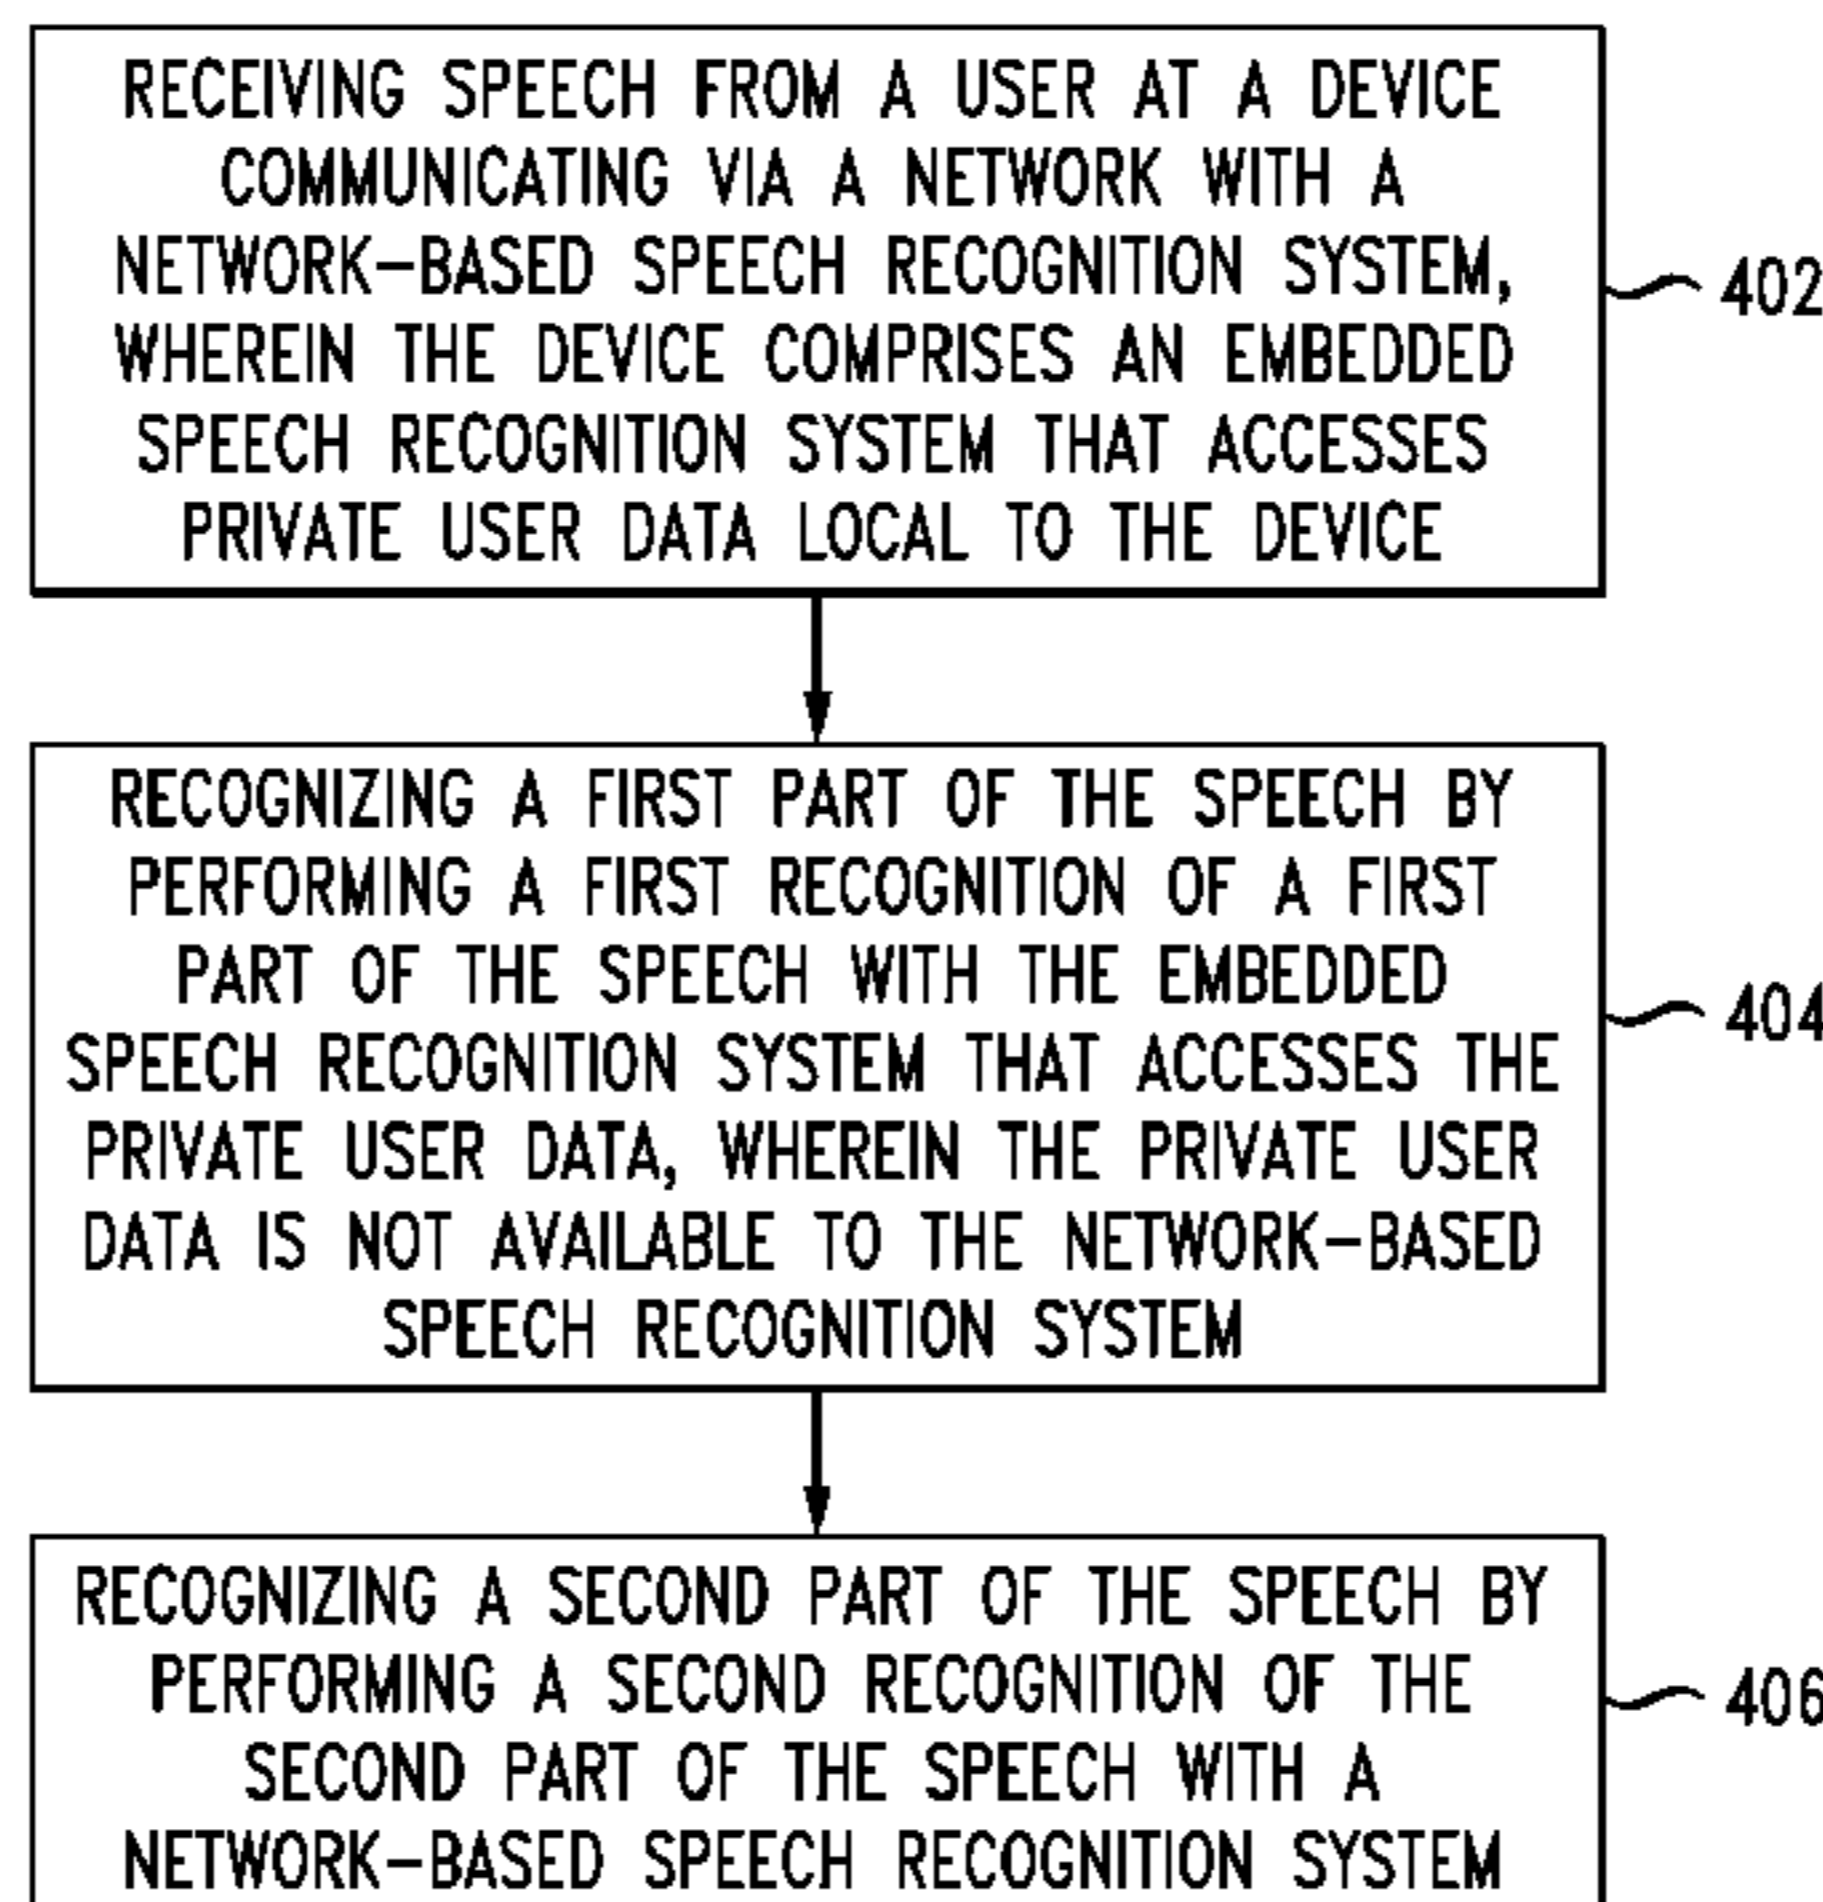 RECEIVING SPEECH FROM A USER AT A DEVICE
COMMUNICATING VIA A NETWORK WITH A
NETWORK-BASED SPEECH RECOGNITION SYSTEM,
WHEREIN THE DEVICE COMPRISES AN EMBEDDED
SPEECH RECOGNITION SYSTEM THAT ACCESSES
PRIVATE USER DATA LOCAL TO THE DEVICE
402
RECOGNIZING A FIRST PART OF THE SPEECH BY
PERFORMING A FIRST RECOGNITION OF A FIRST
PART OF THE SPEECH WITH THE EMBEDDED
SPEECH RECOGNITION SYSTEM THAT ACCESSES THE
PRIVATE USER DATA, WHEREIN THE PRIVATE USER
DATA IS NOT AVAILABLE TO THE NETWORK-BASED
SPEECH RECOGNITION SYSTEM
404
RECOGNIZING A SECOND PART OF THE SPEECH BY
PERFORMING A SECOND RECOGNITION OF THE
SECOND PART OF THE SPEECH WITH A
NETWORK-BASED SPEECH RECOGNITION SYSTEM
406